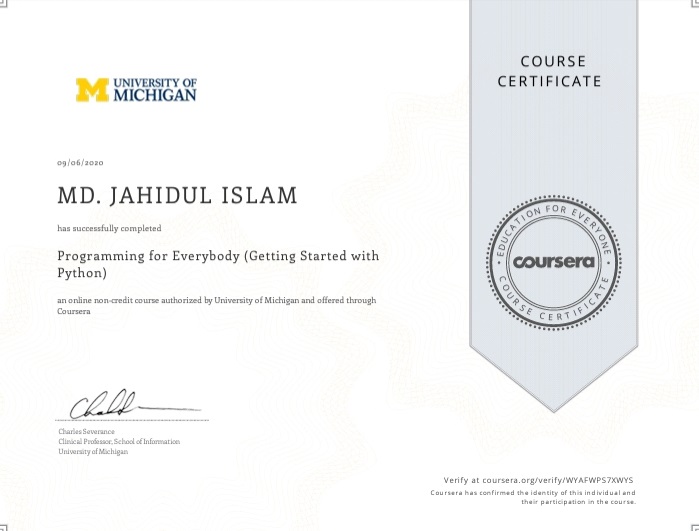 UNIVERSITY OF
MICHIGAN
09/06/2020
MD. JAHIDUL ISLAM
has successfully completed
Programming for Everybody (Getting Started with
Python)
an online non-credit course authorized by University of Michigan and offered through
Coursera
Charles Severance
Clinical Professor, School of Information
University of Michigan
COURSE
CERTIFICATE
EDUCATION FOR EVERYONE
coursera
COURSE CERTIFICATE
Verify at coursera.org/verify/WYAFWPS7XWYS
Coursera has confirmed the identity of this individual and
their participation in the course.